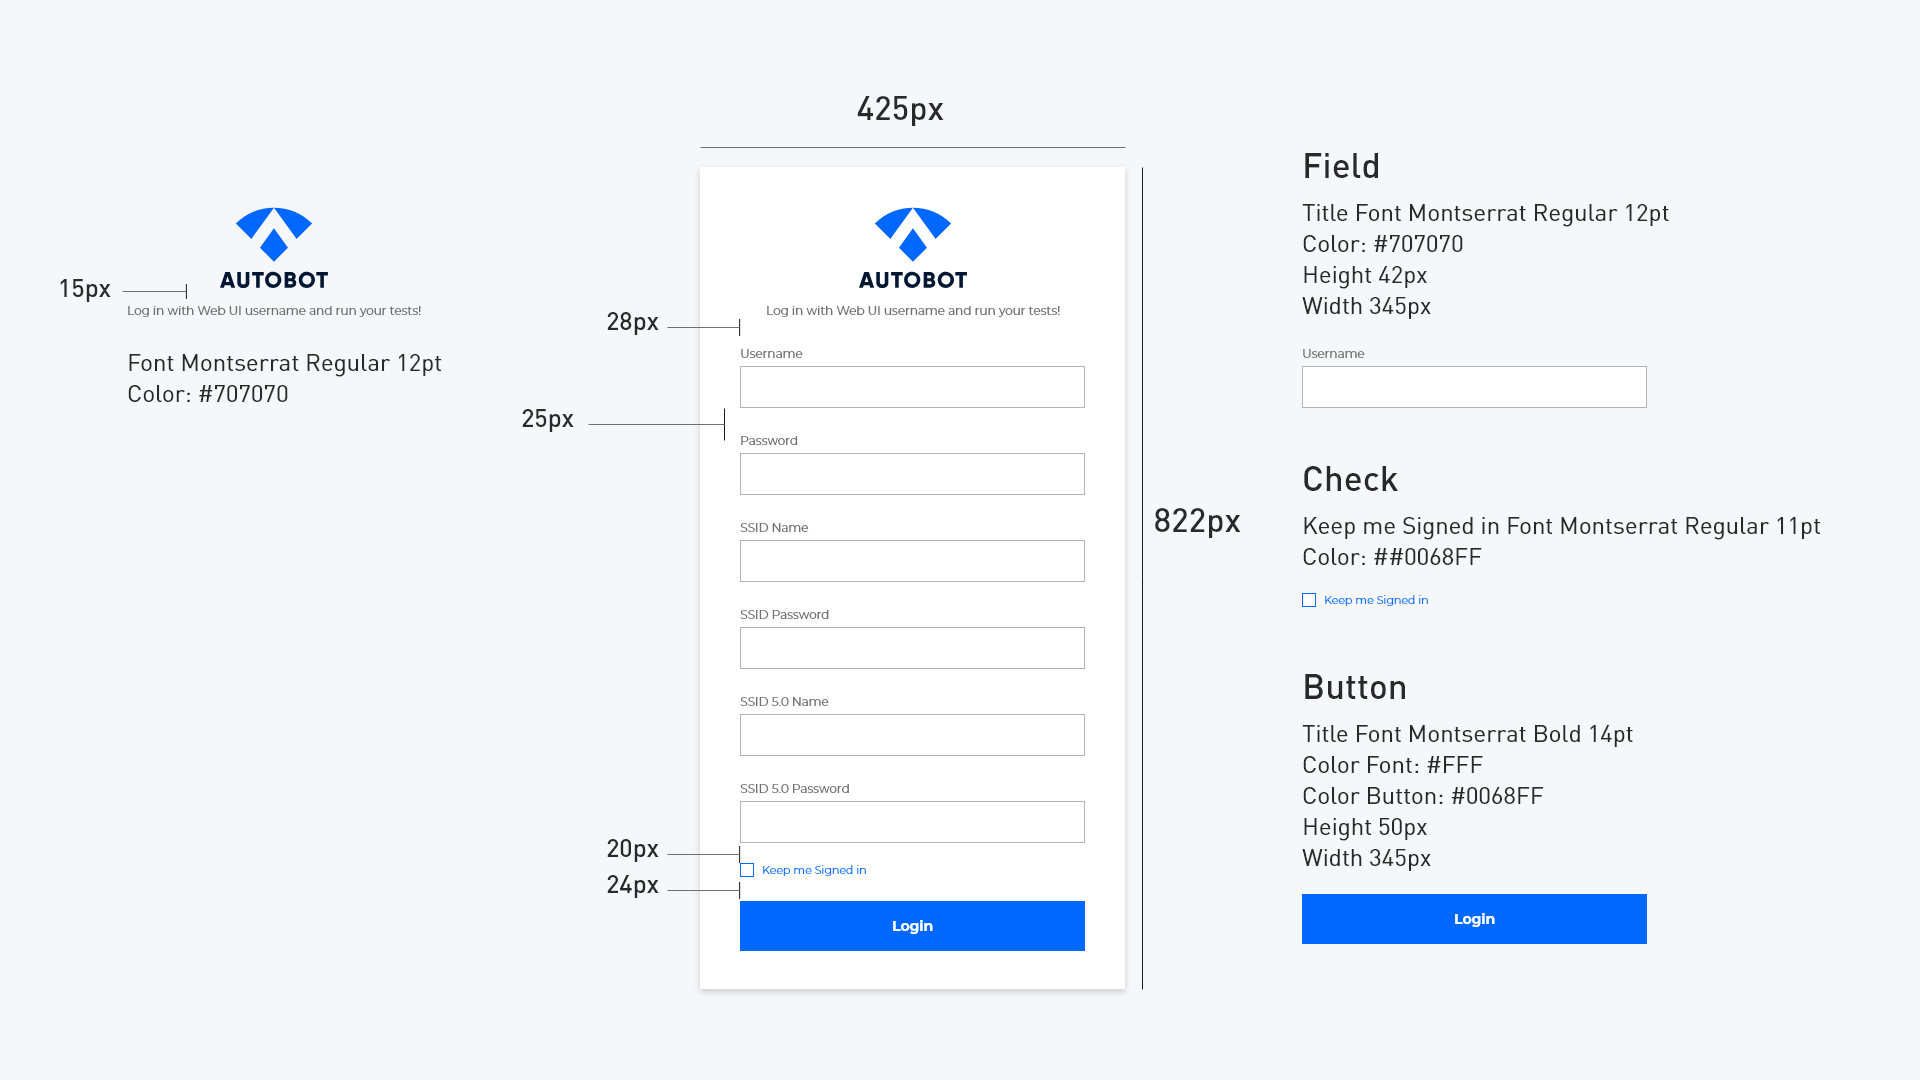 AUTOBOT
15px
Log in with Web UI username and run your tests!
Font Montserrat Regular 12pt
Color: #707070
425px
AUTOBOT
Log in with Web UI username and run your tests!
28px
Username
25px
Password
SSID Name
SSID Password
SSID 5.0 Name
SSID 5.0 Password
20px
Keep me Signed in
24px
Login
822px
Field
Title Font Montserrat Regular 12pt
Color: #707070
Height 42px
Width 345px
Username
Check
Keep me Signed in Font Montserrat Regular 11pt
Color: ##0068FF
Keep me Signed in
Button
Title Font Montserrat Bold 14pt
Color Font: #FFF
Color Button: #0068FF
Height 50px
Width 345px
Login